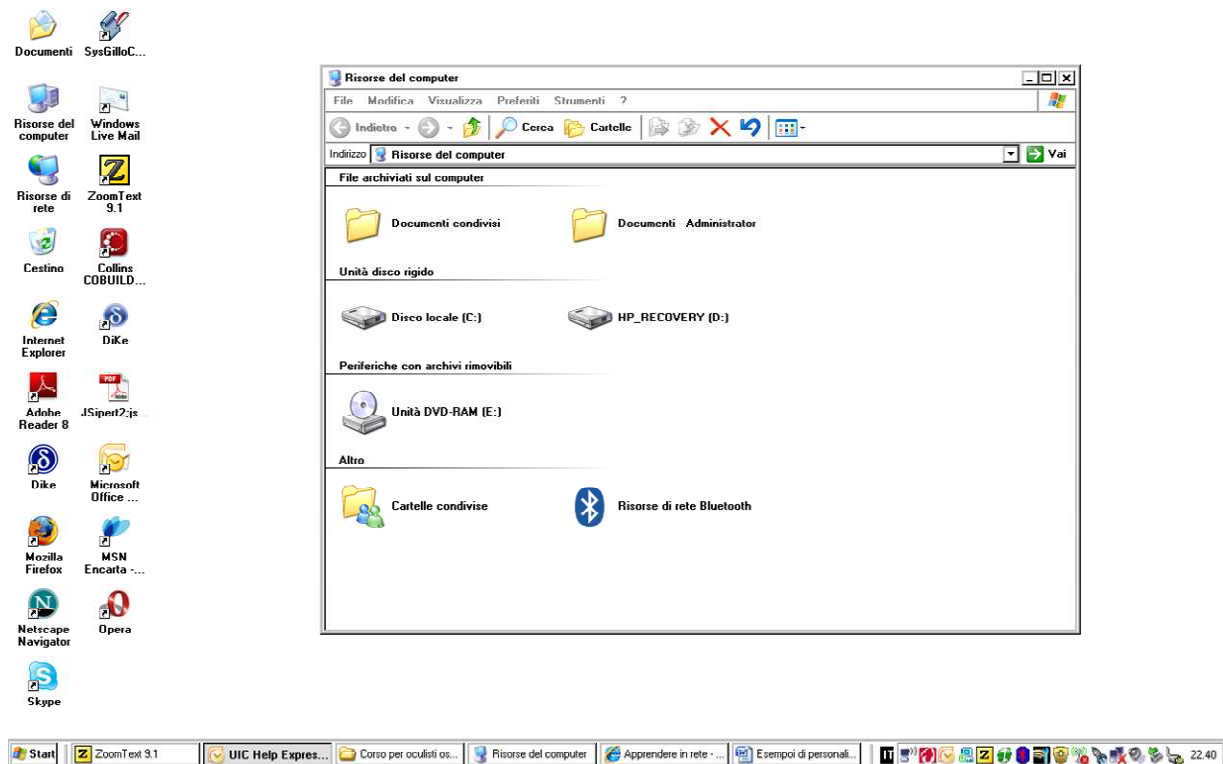 Documenti
SysGilloC...
Risorse del
computer
Windows
Live Mail
Risorse di
rete
ZoomText
9.1
Cestino
Collins
COBUILD...
Internet
Explorer
DiKe
Adobe
Reader 8
JSipert2:js...
Dike
Microsoft
Office ...
Mozilla
Firefox
MSN
Encarta -...
Netscape
Navigator
Opera
Skype
Risorse del computer
File Modifica Visualizza Preferiti Strumenti ?
Indietro Cerca Cartelle
Indirizzo Risorse del computer Vai
File archiviati sul computer
Documenti condivisi Documenti - Administrator
Unità disco rigido
Disco locale (C:) HP_RECOVERY (D:)
Periferiche con archivi rimovibili
Unità DVD-RAM (E:)
Altro
Cartelle condivise Risorse di rete Bluetooth
Start ZoomText 9.1 UIC Help Expres... Corso per oculisti os... Risorse del computer Apprendere in rete - ... Esempoi di personali... IT 22.40